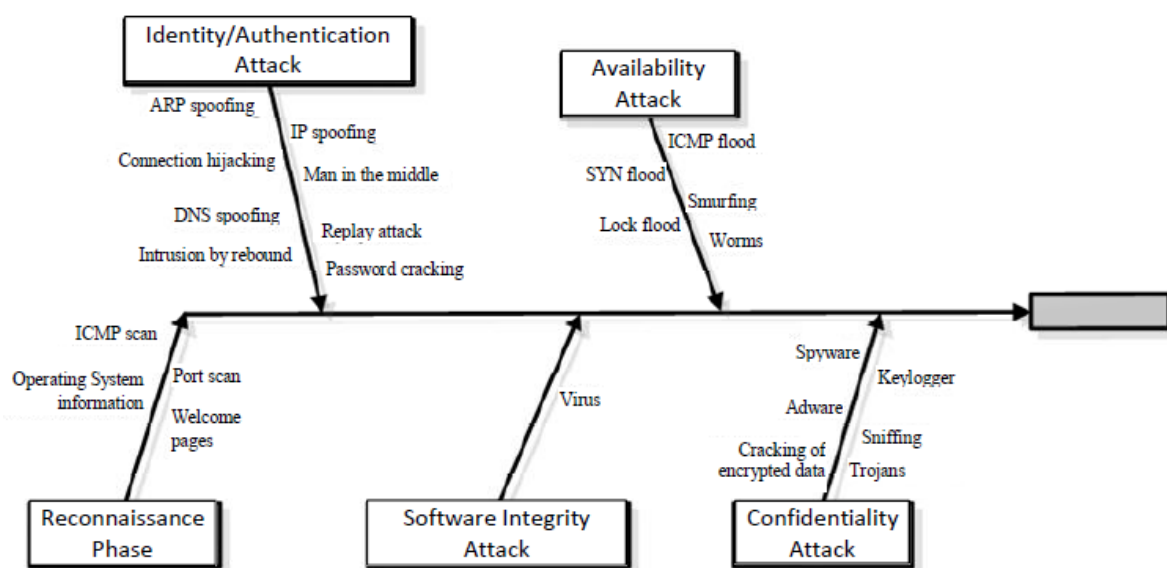 Identity/Authentication
Attack
Availability
Attack
ARP spoofing
IP spoofing
Connection hijacking
Man in the middle
DNS spoofing
Replay attack
Intrusion by rebound
Password cracking
ICMP flood
SYN flood
Smurfing
Lock flood
Worms
ICMP scan
Operating System
information
Port scan
Welcome
pages
Virus
Spyware
Keylogger
Adware
Sniffing
Cracking of
encrypted data
Trojans
Reconnaissance
Phase
Software Integrity
Attack
Confidentiality
Attack